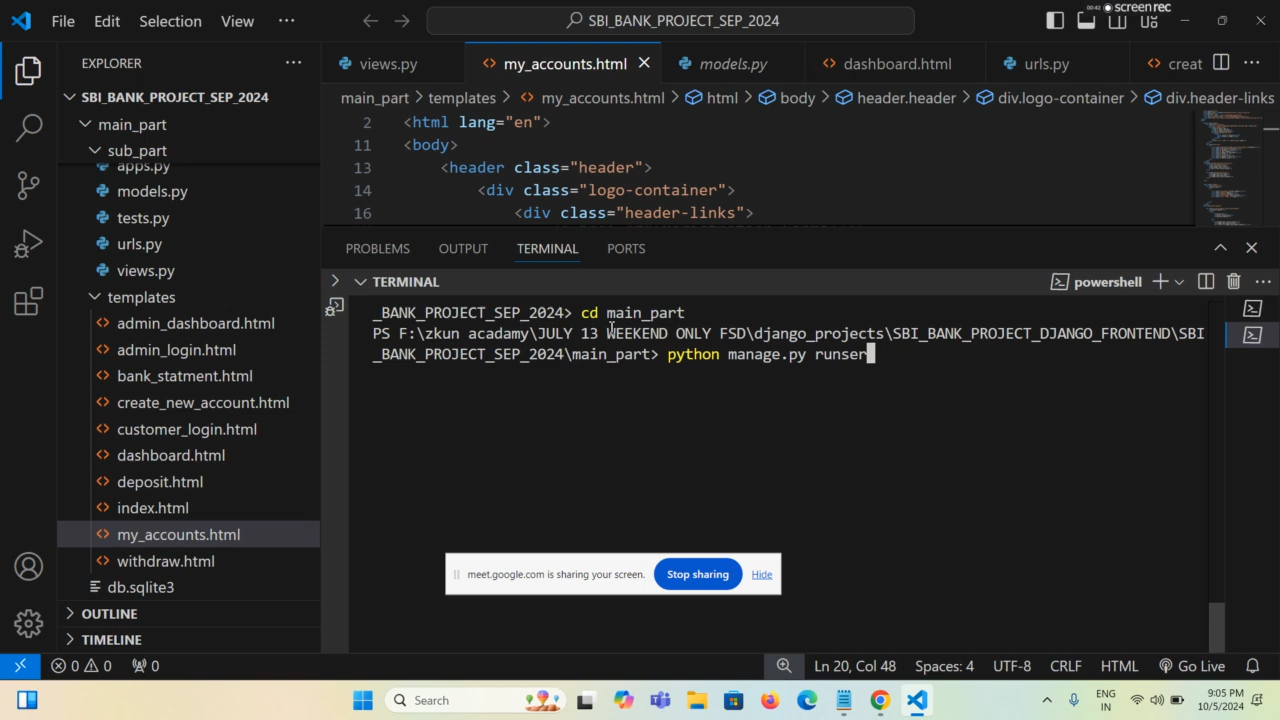 00:42 screenrec
File Edit Selection View ··· SBI_BANK_PROJECT_SEP_2024
EXPLORER ···
SBI_BANK_PROJECT_SEP_2024
main_part
sub_part
apps.py
models.py
tests.py
urls.py
views.py
templates
admin_dashboard.html
admin_login.html
bank_statment.html
create_new_account.html
customer_login.html
dashboard.html
deposit.html
index.html
my_accounts.html
withdraw.html
db.sqlite3
OUTLINE
TIMELINE
views.py my_accounts.html models.py dashboard.html urls.py creat ···
main_part > templates > my_accounts.html > html > body > header.header > div.logo-container > div.header-links
2 <html lang="en">
11 <body>
13 <header class="header">
14 <div class="logo-container">
16 <div class="header-links">
PROBLEMS OUTPUT TERMINAL PORTS
TERMINAL powershell ···
_BANK_PROJECT_SEP_2024> cd main_part
PS F:\zkun acadamy\JULY 13 WEEKEND ONLY FSD\django_projects\SBI_BANK_PROJECT_DJANGO_FRONTEND\SBI
_BANK_PROJECT_SEP_2024\main_part> python manage.py runser
meet.google.com is sharing your screen. Stop sharing Hide
0 0 0 Ln 20, Col 48 Spaces: 4 UTF-8 CRLF HTML Go Live
Search ENG 9:05 PM
IN 10/5/2024